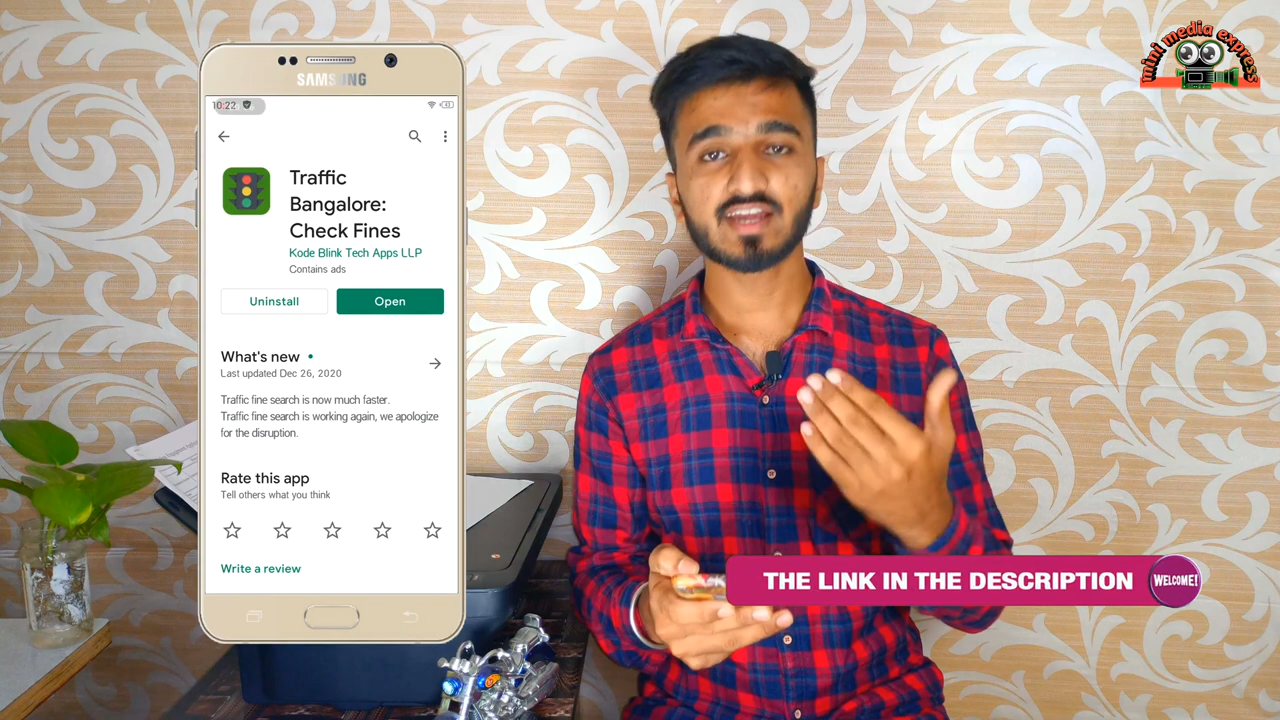 mini media express
SAMSUNG
10:22
Traffic
Bangalore:
Check Fines
Kode Blink Tech Apps LLP
Contains ads
Uninstall
Open
What's new
Last updated Dec 26, 2020
Traffic fine search is now much faster.
Traffic fine search is working again, we apologize
for the disruption.
Rate this app
Tell others what you think
Write a review
THE LINK IN THE DESCRIPTION
WELCOME!